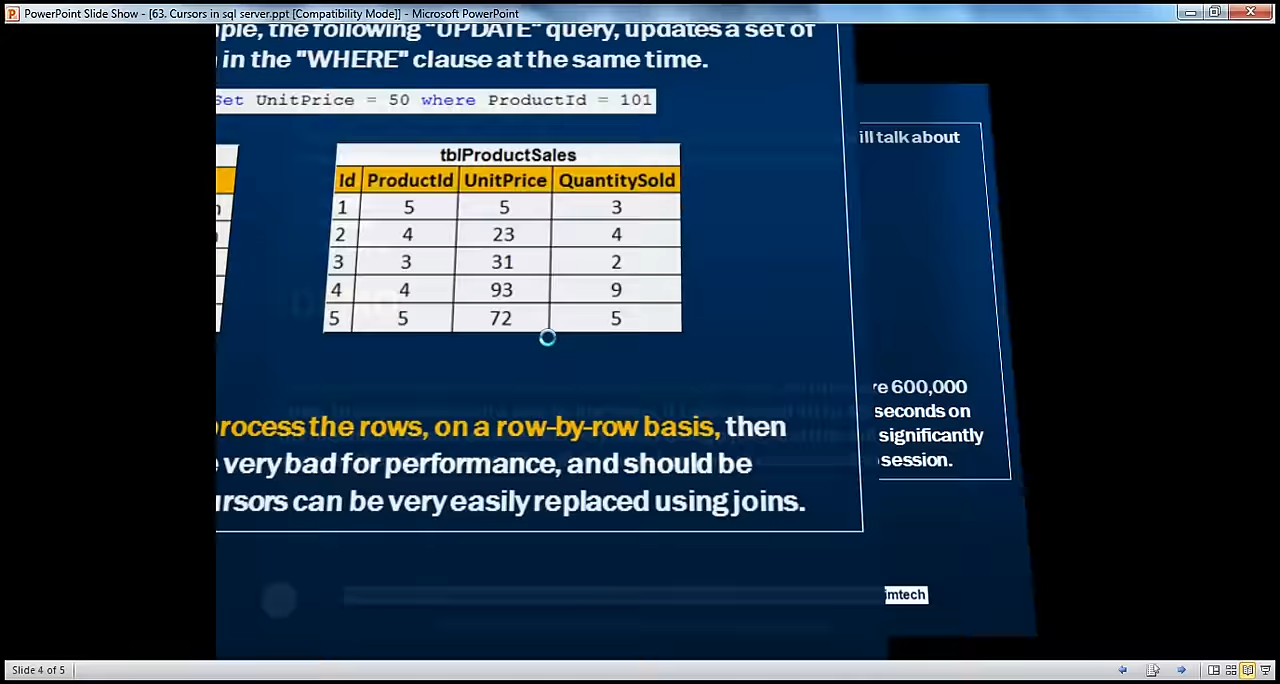 PowerPoint Slide Show - [63. Cursors in sql server.ppt [Compatibility Mode]] - Microsoft PowerPoint
the following "UPDATE" query, updates a set of
in the "WHERE" clause at the same time.
Set UnitPrice = 50 where ProductId = 101
tblProductSales
Id ProductId UnitPrice QuantitySold
1 5 5 3
2 4 23 4
3 3 31 2
4 4 93 9
5 5 72 5
rocess the rows, on a row-by-row basis, then
very bad for performance, and should be
ursors can be very easily replaced using joins.
ill talk about
re 600,000
seconds on
significantly
session.
imtech
Slide 4 of 5